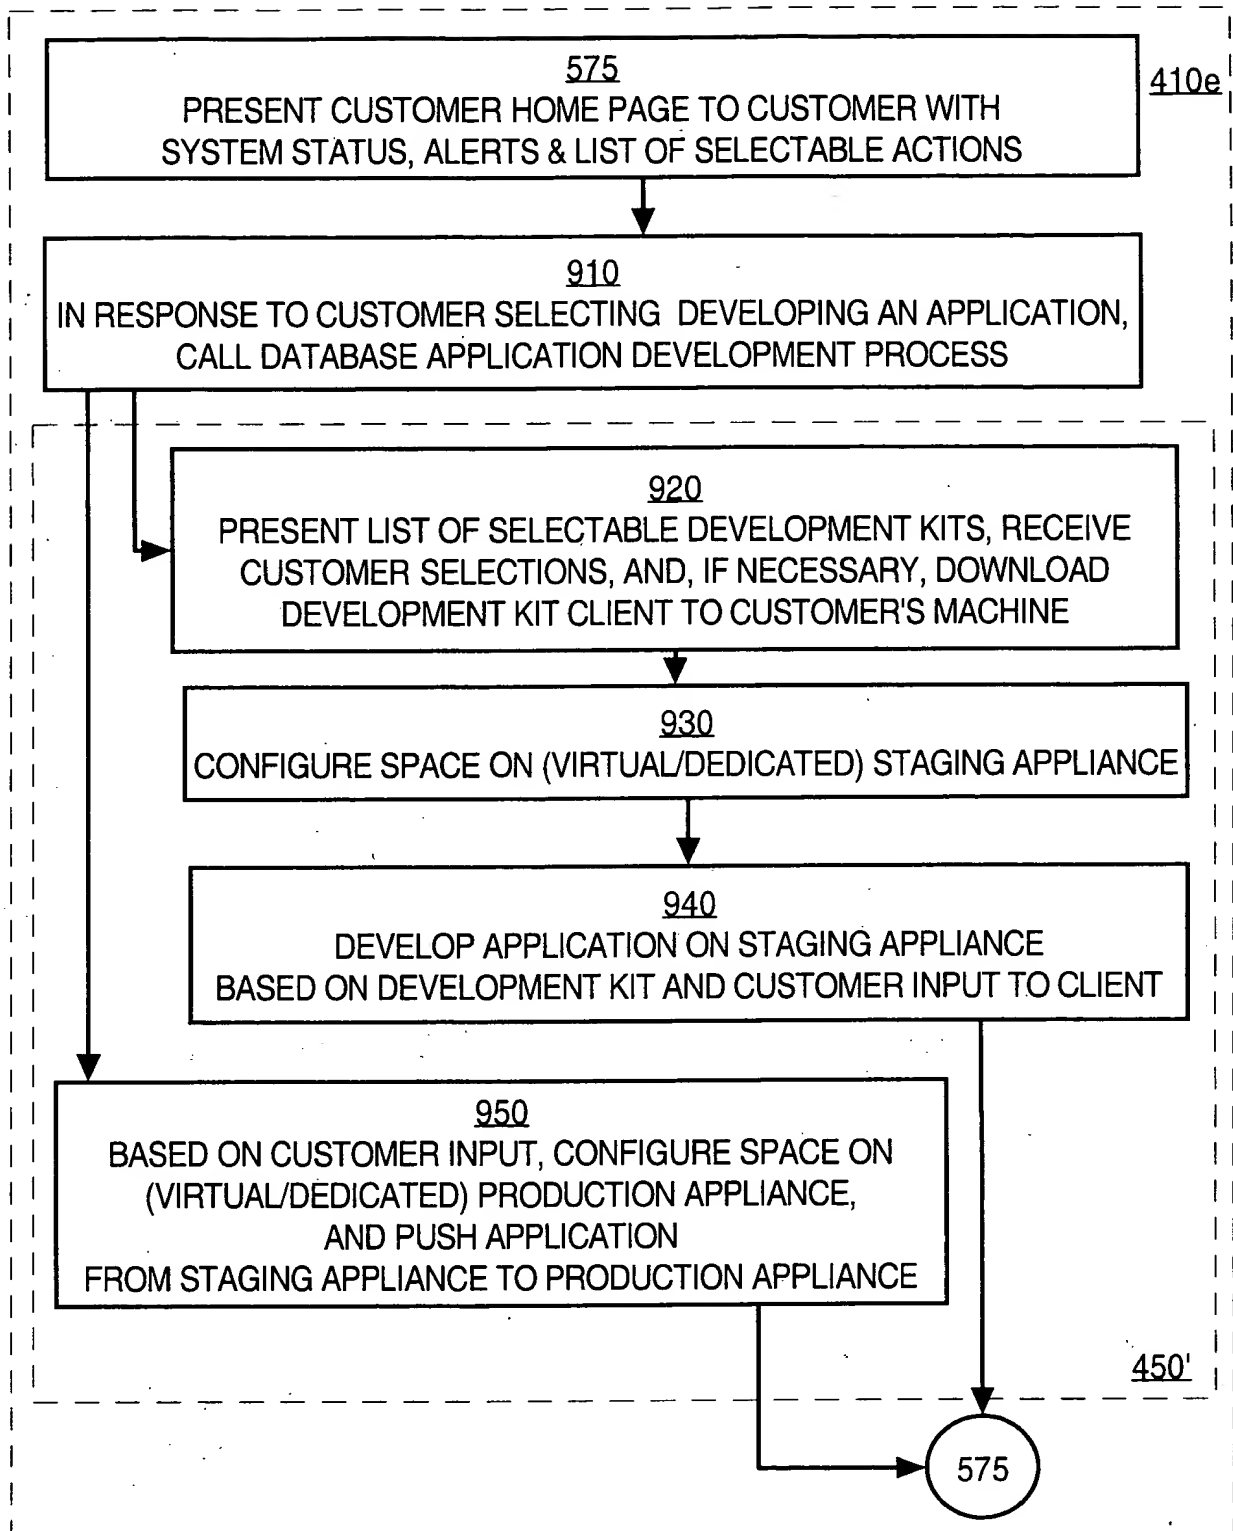 575
410e
PRESENT CUSTOMER HOME PAGE TO CUSTOMER WITH
SYSTEM STATUS, ALERTS & LIST OF SELECTABLE ACTIONS
910
IN RESPONSE TO CUSTOMER SELECTING DEVELOPING AN APPLICATION,
CALL DATABASE APPLICATION DEVELOPMENT PROCESS
920
PRESENT LIST OF SELECTABLE DEVELOPMENT KITS, RECEIVE
CUSTOMER SELECTIONS, AND, IF NECESSARY, DOWNLOAD
DEVELOPMENT KIT CLIENT TO CUSTOMER'S MACHINE
930
CONFIGURE SPACE ON (VIRTUAL/DEDICATED) STAGING APPLIANCE
940
DEVELOP APPLICATION ON STAGING APPLIANCE
BASED ON DEVELOPMENT KIT AND CUSTOMER INPUT TO CLIENT
950
BASED ON CUSTOMER INPUT, CONFIGURE SPACE ON
(VIRTUAL/DEDICATED) PRODUCTION APPLIANCE,
AND PUSH APPLICATION
FROM STAGING APPLIANCE TO PRODUCTION APPLIANCE
450'
575